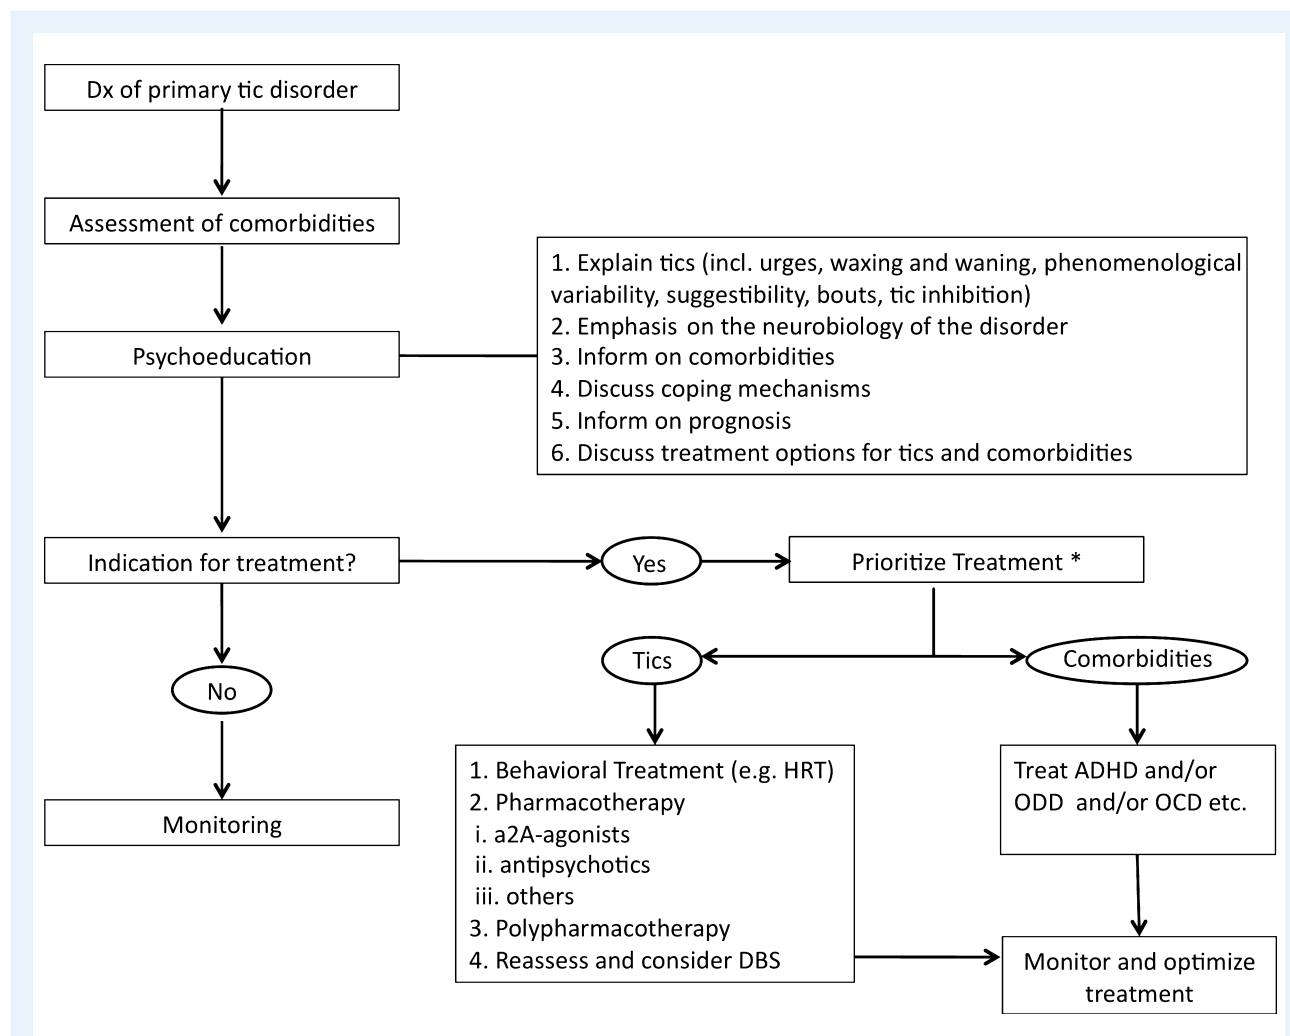 Dx of primary tic disorder
Assessment of comorbidities
Psychoeducation
1. Explain tics (incl. urges, waxing and waning, phenomenological
variability, suggestibility, bouts, tic inhibition)
2. Emphasis on the neurobiology of the disorder
3. Inform on comorbidities
4. Discuss coping mechanisms
5. Inform on prognosis
6. Discuss treatment options for tics and comorbidities
Indication for treatment?
Yes
Prioritize Treatment *
No
Monitoring
Tics
Comorbidities
1. Behavioral Treatment (e.g. HRT)
2. Pharmacotherapy
i. a2A-agonists
ii. antipsychotics
iii. others
3. Polypharmacotherapy
4. Reassess and consider DBS
Treat ADHD and/or
ODD and/or OCD etc.
Monitor and optimize
treatment